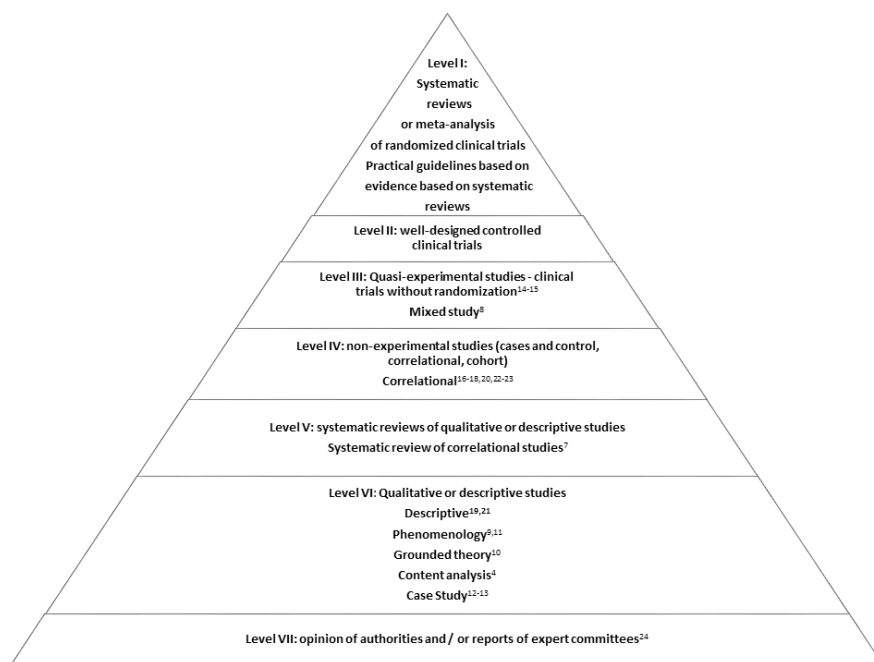 Level I:
Systematic
reviews
or meta-analysis
of randomized clinical trials
Practical guidelines based on
evidence based on systematic
reviews
Level II: well-designed controlled
clinical trials
Level III: Quasi-experimental studies - clinical
trials without randomization¹⁴⁻¹⁵
Mixed study⁸
Level IV: non-experimental studies (cases and control,
correlational, cohort)
Correlational¹⁶⁻¹⁸,²⁰,²²⁻²³
Level V: systematic reviews of qualitative or descriptive studies
Systematic review of correlational studies⁷
Level VI: Qualitative or descriptive studies
Descriptive¹⁹,²¹
Phenomenology⁹,¹¹
Grounded theory¹⁰
Content analysis⁴
Case Study¹²⁻¹³
Level VII: opinion of authorities and / or reports of expert committees²⁴